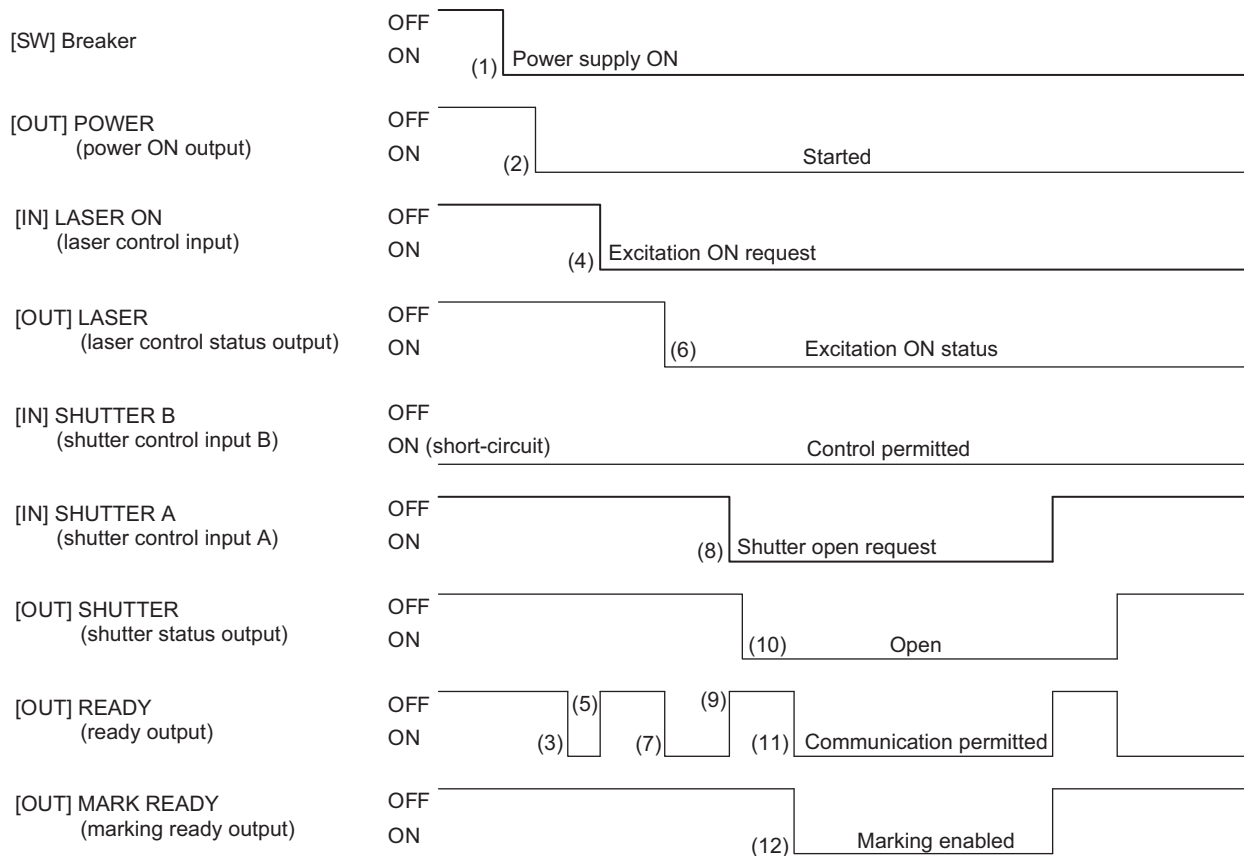 [SW] Breaker
OFF
ON
(1) Power supply ON
[OUT] POWER
(power ON output)
OFF
ON
(2)
Started
[IN] LASER ON
(laser control input)
OFF
ON
(4) Excitation ON request
[OUT] LASER
(laser control status output)
OFF
ON
(6)
Excitation ON status
[IN] SHUTTER B
(shutter control input B)
OFF
ON (short-circuit)
Control permitted
[IN] SHUTTER A
(shutter control input A)
OFF
ON
(8) Shutter open request
[OUT] SHUTTER
(shutter status output)
OFF
ON
(10)
Open
[OUT] READY
(ready output)
OFF
ON
(5)
(9)
(3)
(7)
(11) Communication permitted
[OUT] MARK READY
(marking ready output)
OFF
ON
(12)
Marking enabled